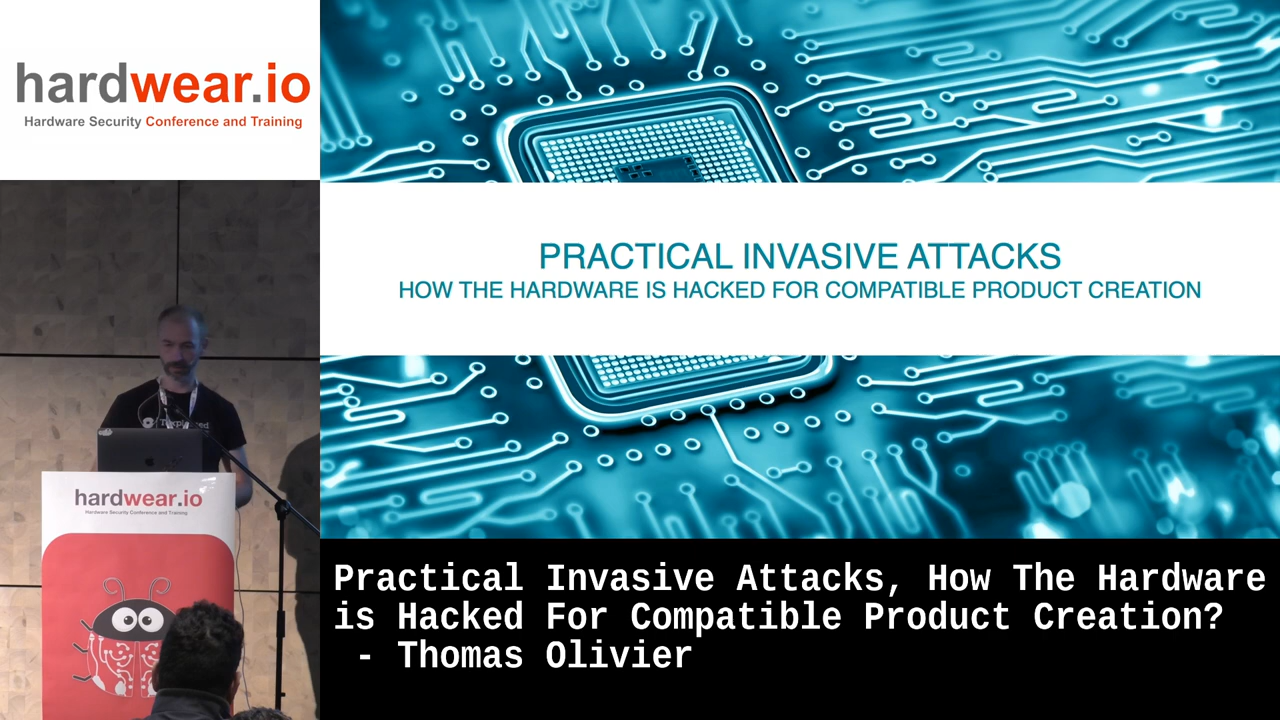 hardwear.io
Hardware Security Conference and Training
PRACTICAL INVASIVE ATTACKS
HOW THE HARDWARE IS HACKED FOR COMPATIBLE PRODUCT CREATION
hardwear.io
Hardware Security Conference and Training
Practical Invasive Attacks, How The Hardware
is Hacked For Compatible Product Creation?
- Thomas Olivier